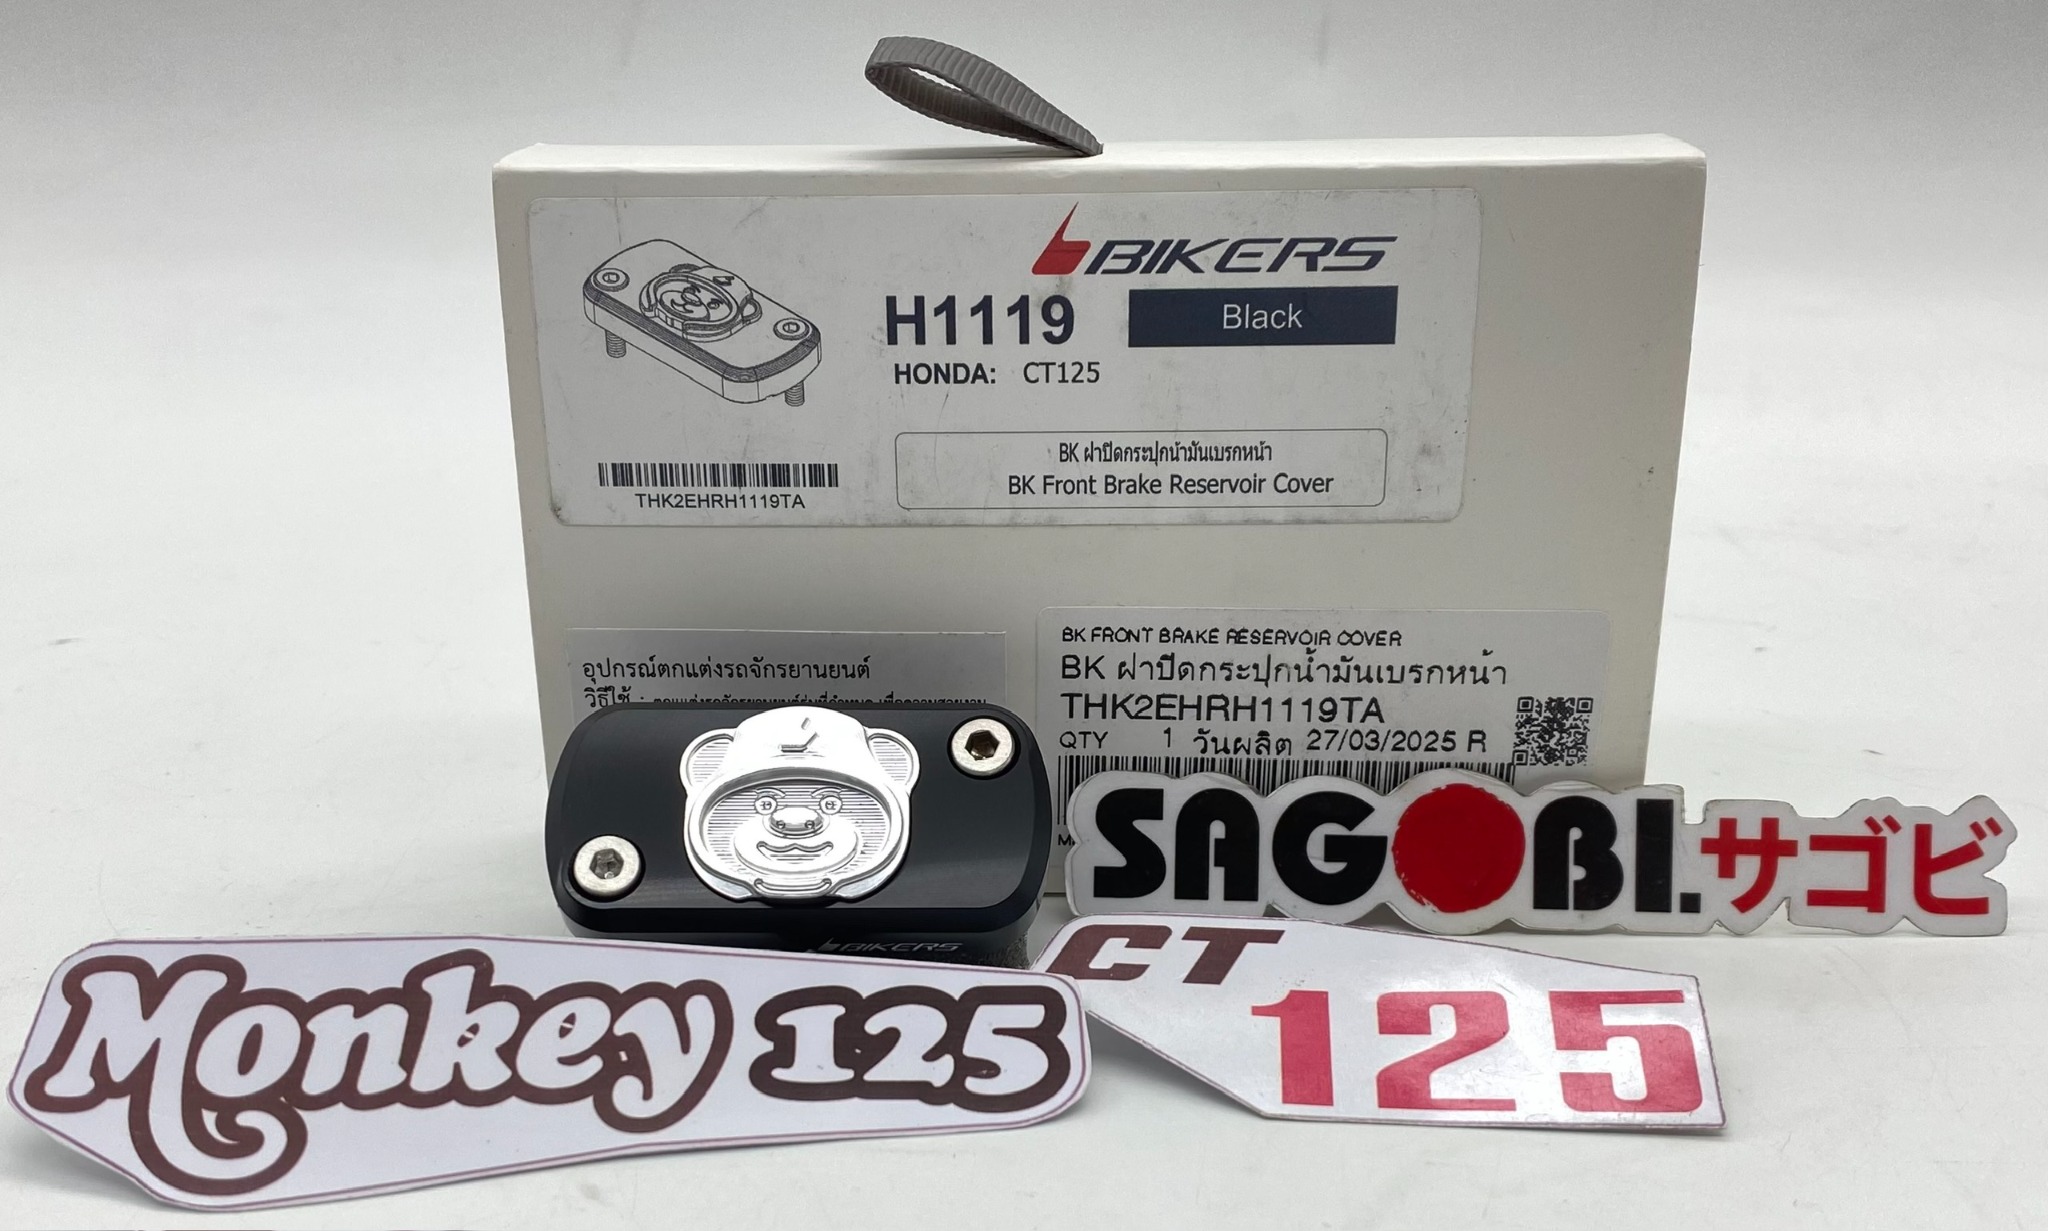 BIKERS
H1119
Black
HONDA: CT125
BK ฝาปิดกระปุกน้ำมันเบรกหน้า
BK Front Brake Reservoir Cover
THK2EHRH1119TA
อุปกรณ์ตกแต่งรถจักรยานยนต์
วิธีใช้ :
BK FRONT BRAKE RESERVOIR COVER
BK ฝาปิดกระปุกน้ำมันเบรกหน้า
THK2EHRH1119TA
QTY 1 วันผลิต 27/03/2025 R
BIKERS
SAGOBI.サゴビ
CT
125
Monkey 125